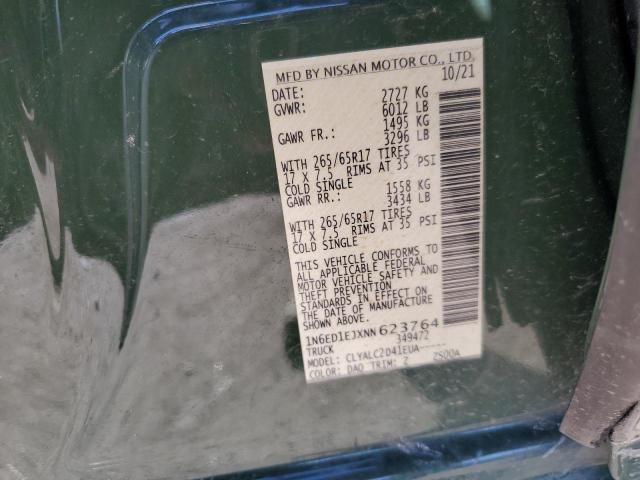 MFD BY NISSAN MOTOR CO., LTD.
DATE: 10/21
GVWR: 2727 KG
6012 LB
GAWR FR.: 1495 KG
3296 LB
WITH 265/65R17 TIRES
17 X 7.5 RIMS AT 35 PSI
COLD SINGLE
GAWR RR.: 1558 KG
3434 LB
WITH 265/65R17 TIRES
17 X 7.5 RIMS AT 35 PSI
COLD SINGLE
THIS VEHICLE CONFORMS TO
ALL APPLICABLE FEDERAL
MOTOR VEHICLE SAFETY AND
THEFT PREVENTION
STANDARDS IN EFFECT ON
THE DATE OF MANUFACTURE
SHOWN ABOVE.
1N6ED1EJXNN623764
TRUCK 349472
MODEL: CLYALC2D41EUA-----
COLOR: DAQ TRIM: Z 2S00A